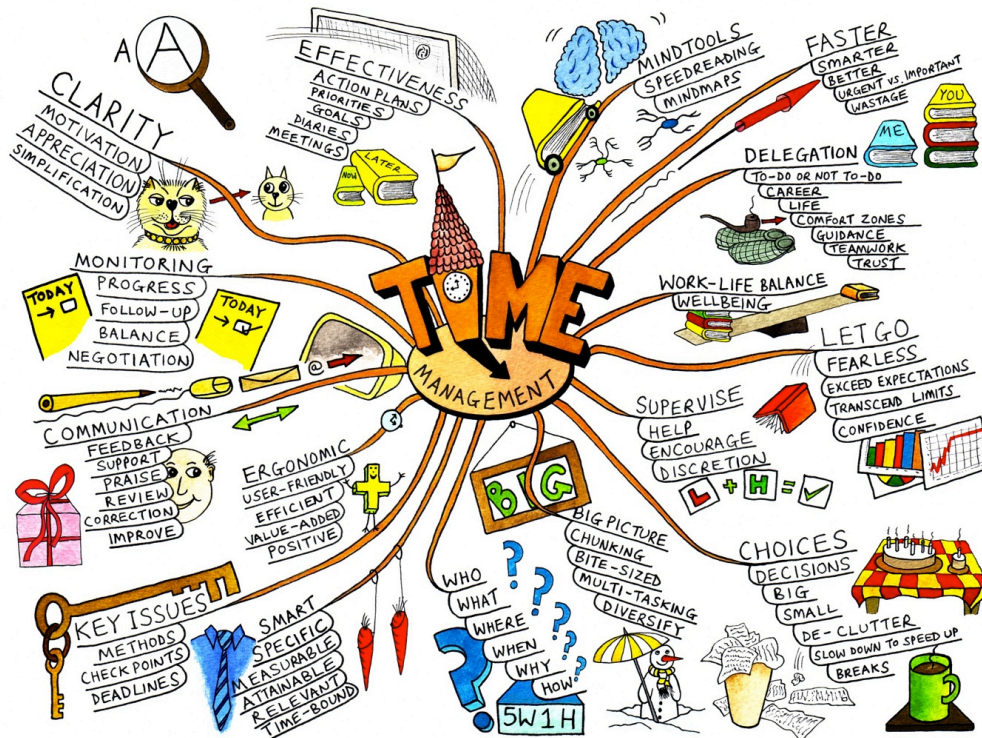 TIME
MANAGEMENT
A
A
EFFECTIVENESS
ACTION PLANS
PRIORITIES
GOALS
DIARIES
MEETINGS
NOW
LATER
@
MINDTOOLS
SPEEDREADING
MINDMAPS
FASTER
SMARTER
BETTER
URGENT VS. IMPORTANT
WASTAGE
ME
YOU
DELEGATION
TO-DO OR NOT TO-DO
CAREER
LIFE
COMFORT ZONES
GUIDANCE
TEAMWORK
TRUST
WORK-LIFE BALANCE
WELLBEING
LET GO
FEARLESS
EXCEED EXPECTATIONS
TRANSCEND LIMITS
CONFIDENCE
SUPERVISE
HELP
ENCOURAGE
DISCRETION
L + H = ✓
CHOICES
DECISIONS
BIG
SMALL
DE-CLUTTER
SLOW DOWN TO SPEED UP
BREAKS
BIG
BIG PICTURE
CHUNKING
BITE-SIZED
MULTI-TASKING
DIVERSIFY
WHO
WHAT
WHERE
WHEN
WHY
HOW
? ? ? ? ? ? ?
5W1H
SMART
SPECIFIC
MEASURABLE
ATTAINABLE
RELEVANT
TIME-BOUND
KEY ISSUES
METHODS
CHECKPOINTS
DEADLINES
ERGONOMIC
USER-FRIENDLY
EFFICIENT
VALUE-ADDED
POSITIVE
COMMUNICATION
FEEDBACK
SUPPORT
PRAISE
REVIEW
CORRECTION
IMPROVE
@
MONITORING
PROGRESS
FOLLOW-UP
BALANCE
NEGOTIATION
TODAY
TODAY
CLARITY
MOTIVATION
APPRECIATION
SIMPLIFICATION